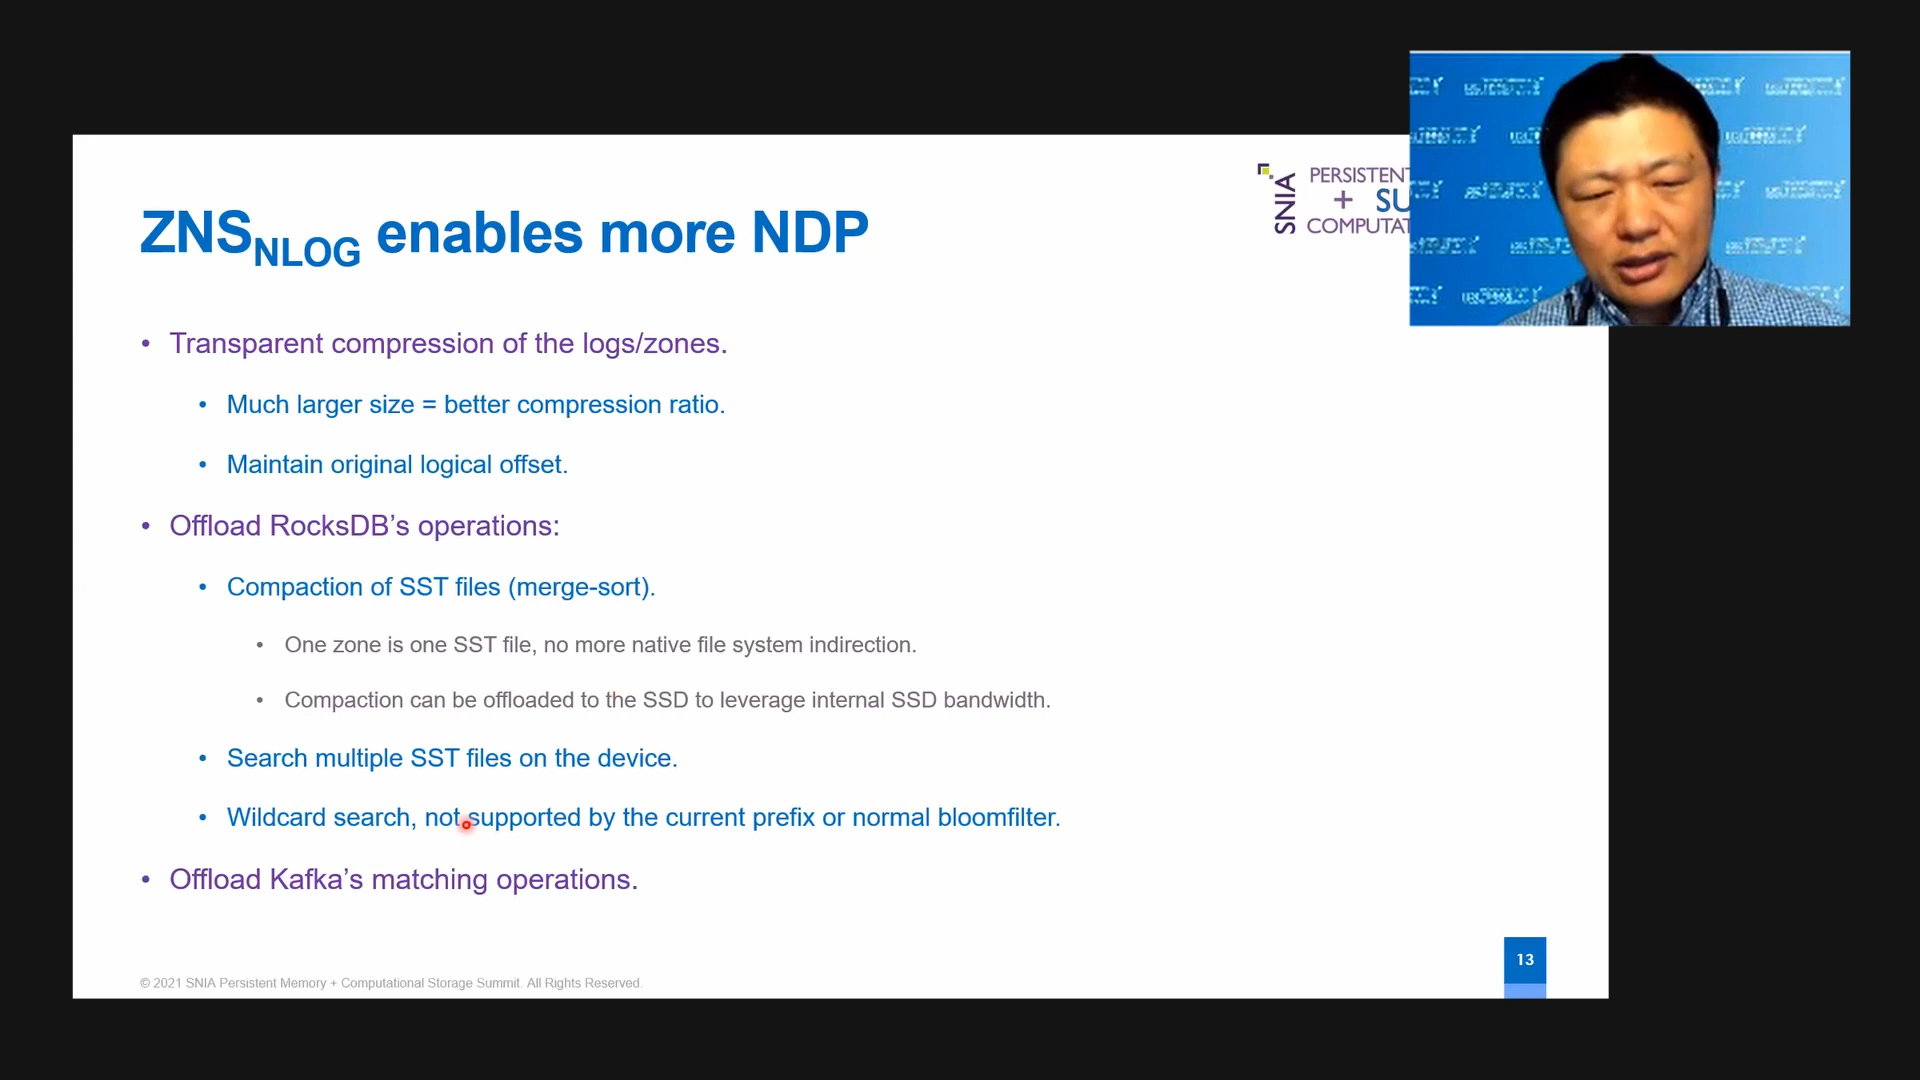 ZNSNLOG enables more NDP
SNIA
PERSISTENT
+ SU
COMPUTAT
• Transparent compression of the logs/zones.
• Much larger size = better compression ratio.
• Maintain original logical offset.
• Offload RocksDB’s operations:
• Compaction of SST files (merge-sort).
• One zone is one SST file, no more native file system indirection.
• Compaction can be offloaded to the SSD to leverage internal SSD bandwidth.
• Search multiple SST files on the device.
• Wildcard search, not supported by the current prefix or normal bloomfilter.
• Offload Kafka’s matching operations.
© 2021 SNIA Persistent Memory + Computational Storage Summit. All Rights Reserved.
13